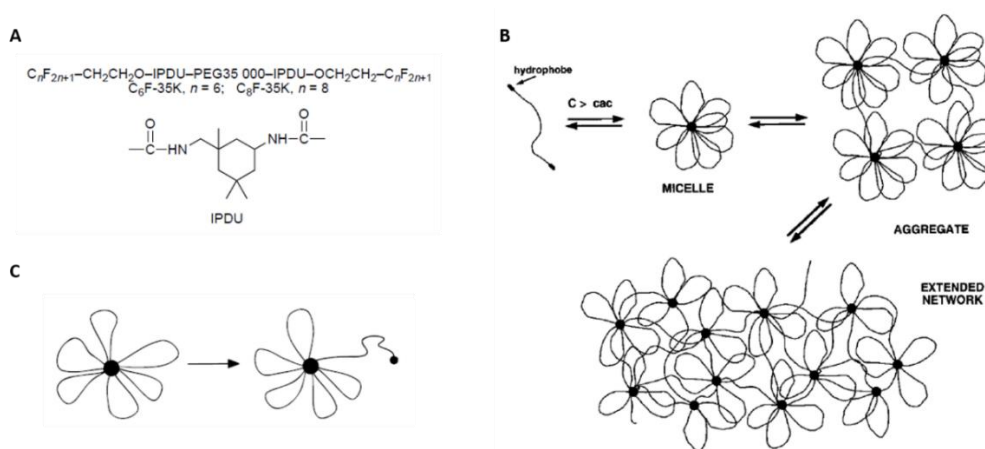 A
CₙF₂ₙ₊₁–CH₂CH₂O–IPDU–PEG35 000–IPDU–OCH₂CH₂–CₙF₂ₙ₊₁
C₆F-35K, n = 6; C₈F-35K, n = 8
O
C
HN
NH
O
C
IPDU
B
hydrophobe
C > cac
MICELLE
AGGREGATE
EXTENDED
NETWORK
C